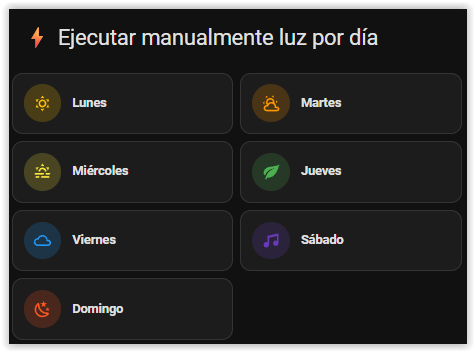 Ejecutar manualmente luz por día
Lunes
Martes
Miércoles
Jueves
Viernes
Sábado
Domingo